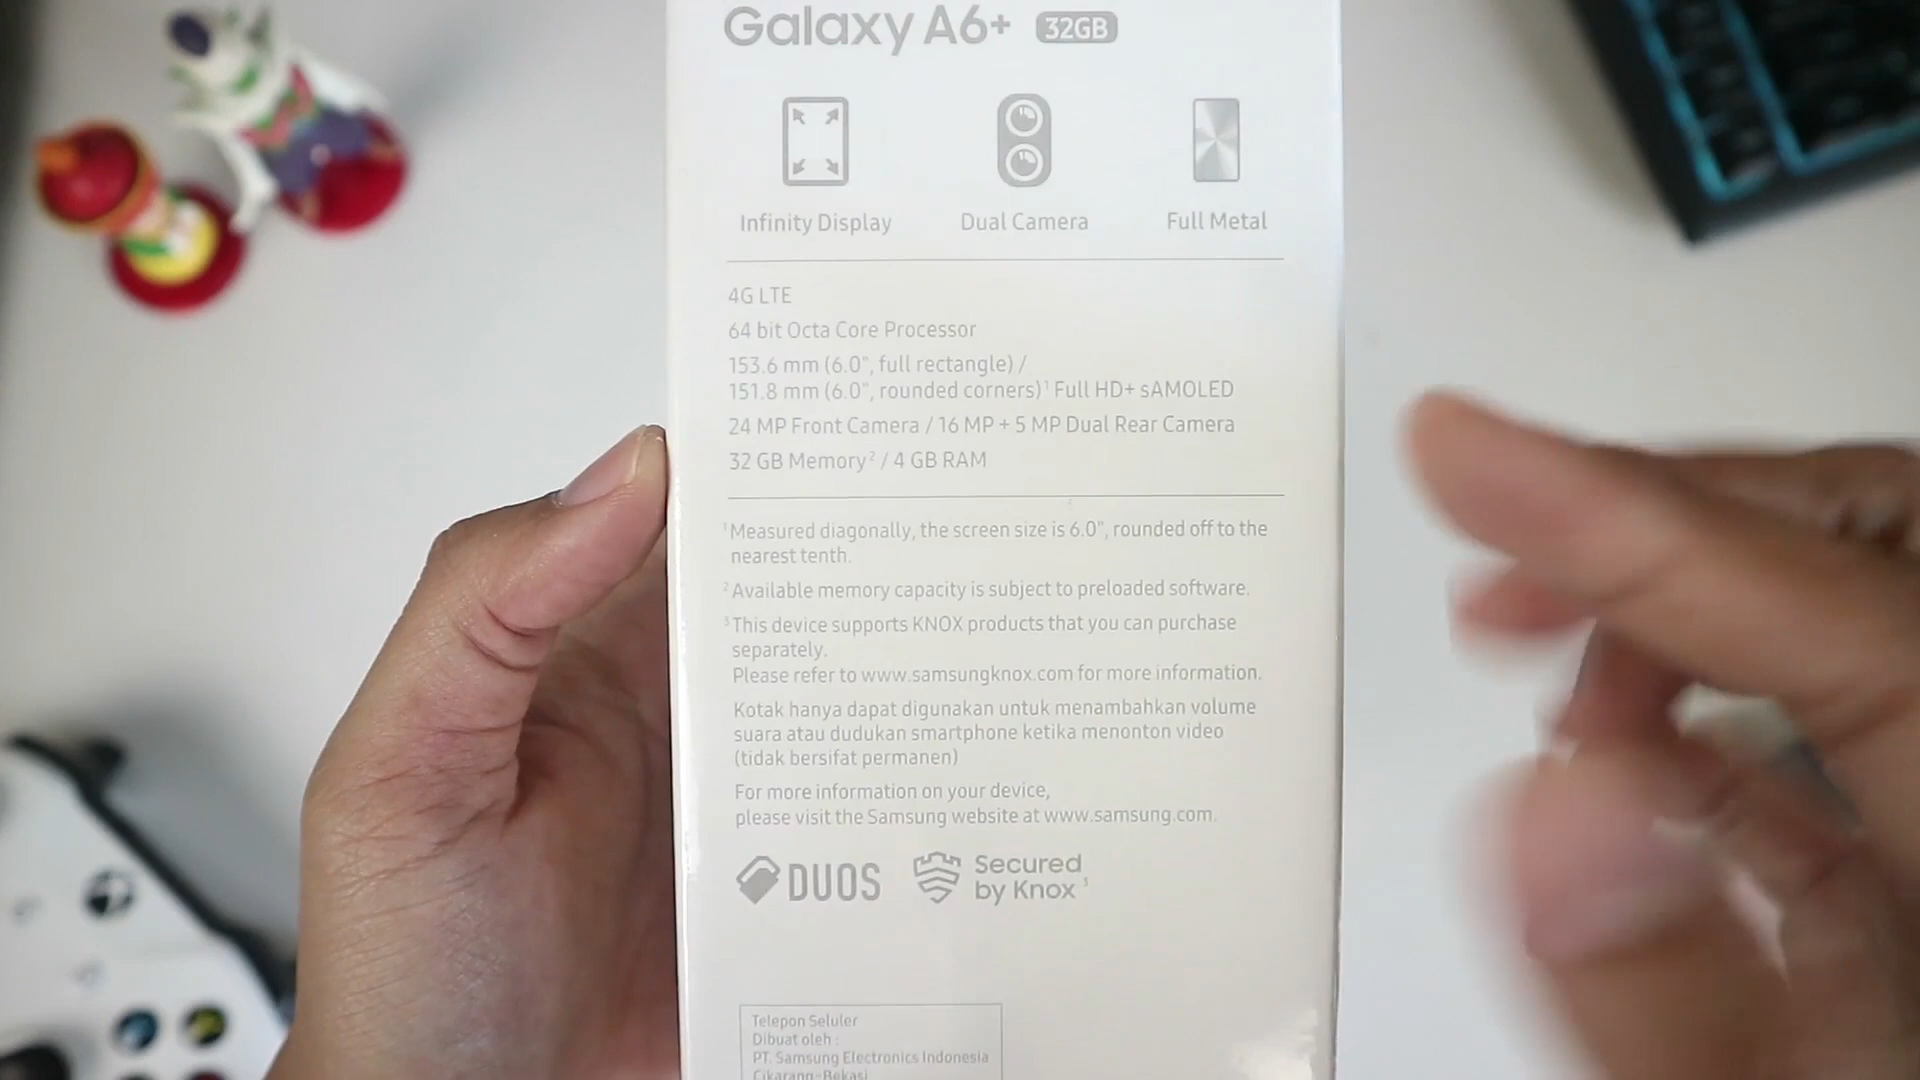 Galaxy A6+ 32GB
Infinity Display Dual Camera Full Metal
4G LTE
64 bit Octa Core Processor
153.6 mm (6.0", full rectangle) /
151.8 mm (6.0", rounded corners)¹ Full HD+ sAMOLED
24 MP Front Camera / 16 MP + 5 MP Dual Rear Camera
32 GB Memory² / 4 GB RAM
¹Measured diagonally, the screen size is 6.0", rounded off to the
nearest tenth.
²Available memory capacity is subject to preloaded software.
³This device supports KNOX products that you can purchase
separately.
Please refer to www.samsungknox.com for more information.
Kotak hanya dapat digunakan untuk menambahkan volume
suara atau dudukan smartphone ketika menonton video
(tidak bersifat permanen)
For more information on your device,
please visit the Samsung website at www.samsung.com.
DUOS
Secured
by Knox³
Telepon Seluler
Dibuat oleh :
PT. Samsung Electronics Indonesia
Cikarang-Bekasi